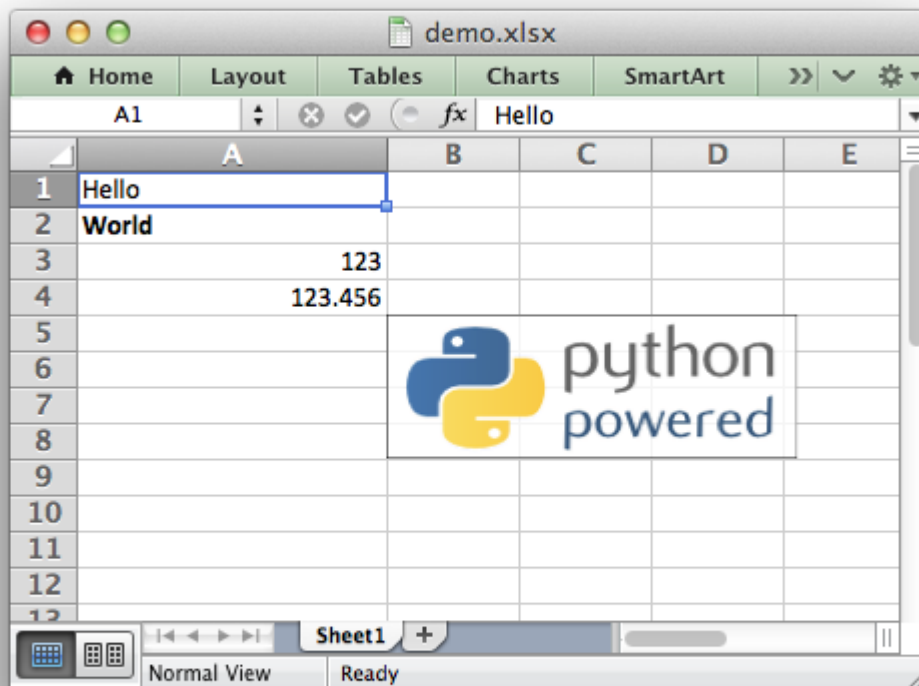 demo.xlsx
Home Layout Tables Charts SmartArt
A1 fx Hello
A B C D E
1 Hello
2 World
3 123
4 123.456
5
6 python
7
8 powered
9
10
11
12
13
Sheet1 +
Normal View Ready